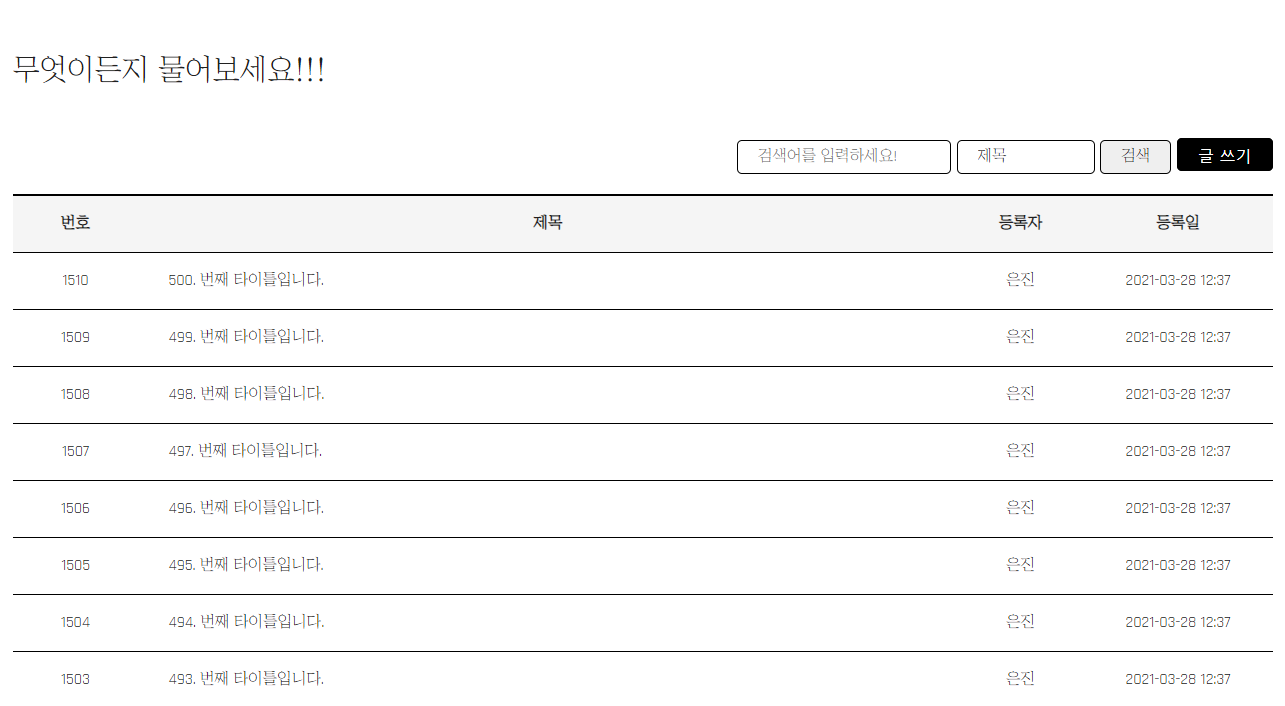 무엇이든지 물어보세요!!!
검색어를 입력하세요! 제목 검색 글 쓰기
번호 제목 등록자 등록일
1510 500. 번째 타이틀입니다. 은진 2021-03-28 12:37
1509 499. 번째 타이틀입니다. 은진 2021-03-28 12:37
1508 498. 번째 타이틀입니다. 은진 2021-03-28 12:37
1507 497. 번째 타이틀입니다. 은진 2021-03-28 12:37
1506 496. 번째 타이틀입니다. 은진 2021-03-28 12:37
1505 495. 번째 타이틀입니다. 은진 2021-03-28 12:37
1504 494. 번째 타이틀입니다. 은진 2021-03-28 12:37
1503 493. 번째 타이틀입니다. 은진 2021-03-28 12:37